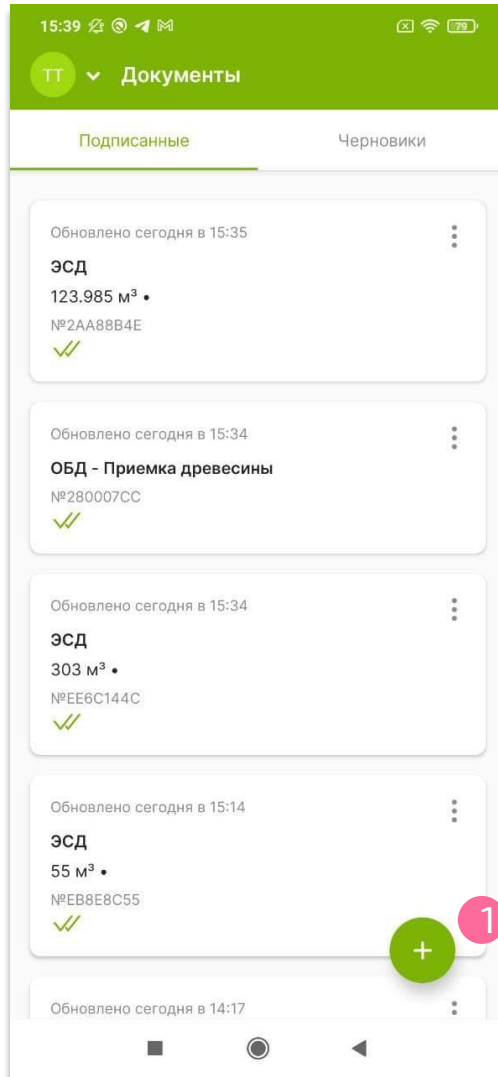 15:39
79
ТТ Документы
Подписанные Черновики
Обновлено сегодня в 15:35
ЭСД
123.985 м³ •
№2AA88B4E
Обновлено сегодня в 15:34
ОБД - Приемка древесины
№280007CC
Обновлено сегодня в 15:34
ЭСД
303 м³ •
№EE6C144C
Обновлено сегодня в 15:14
ЭСД
55 м³ •
№EB8E8C55
1
+
Обновлено сегодня в 14:17